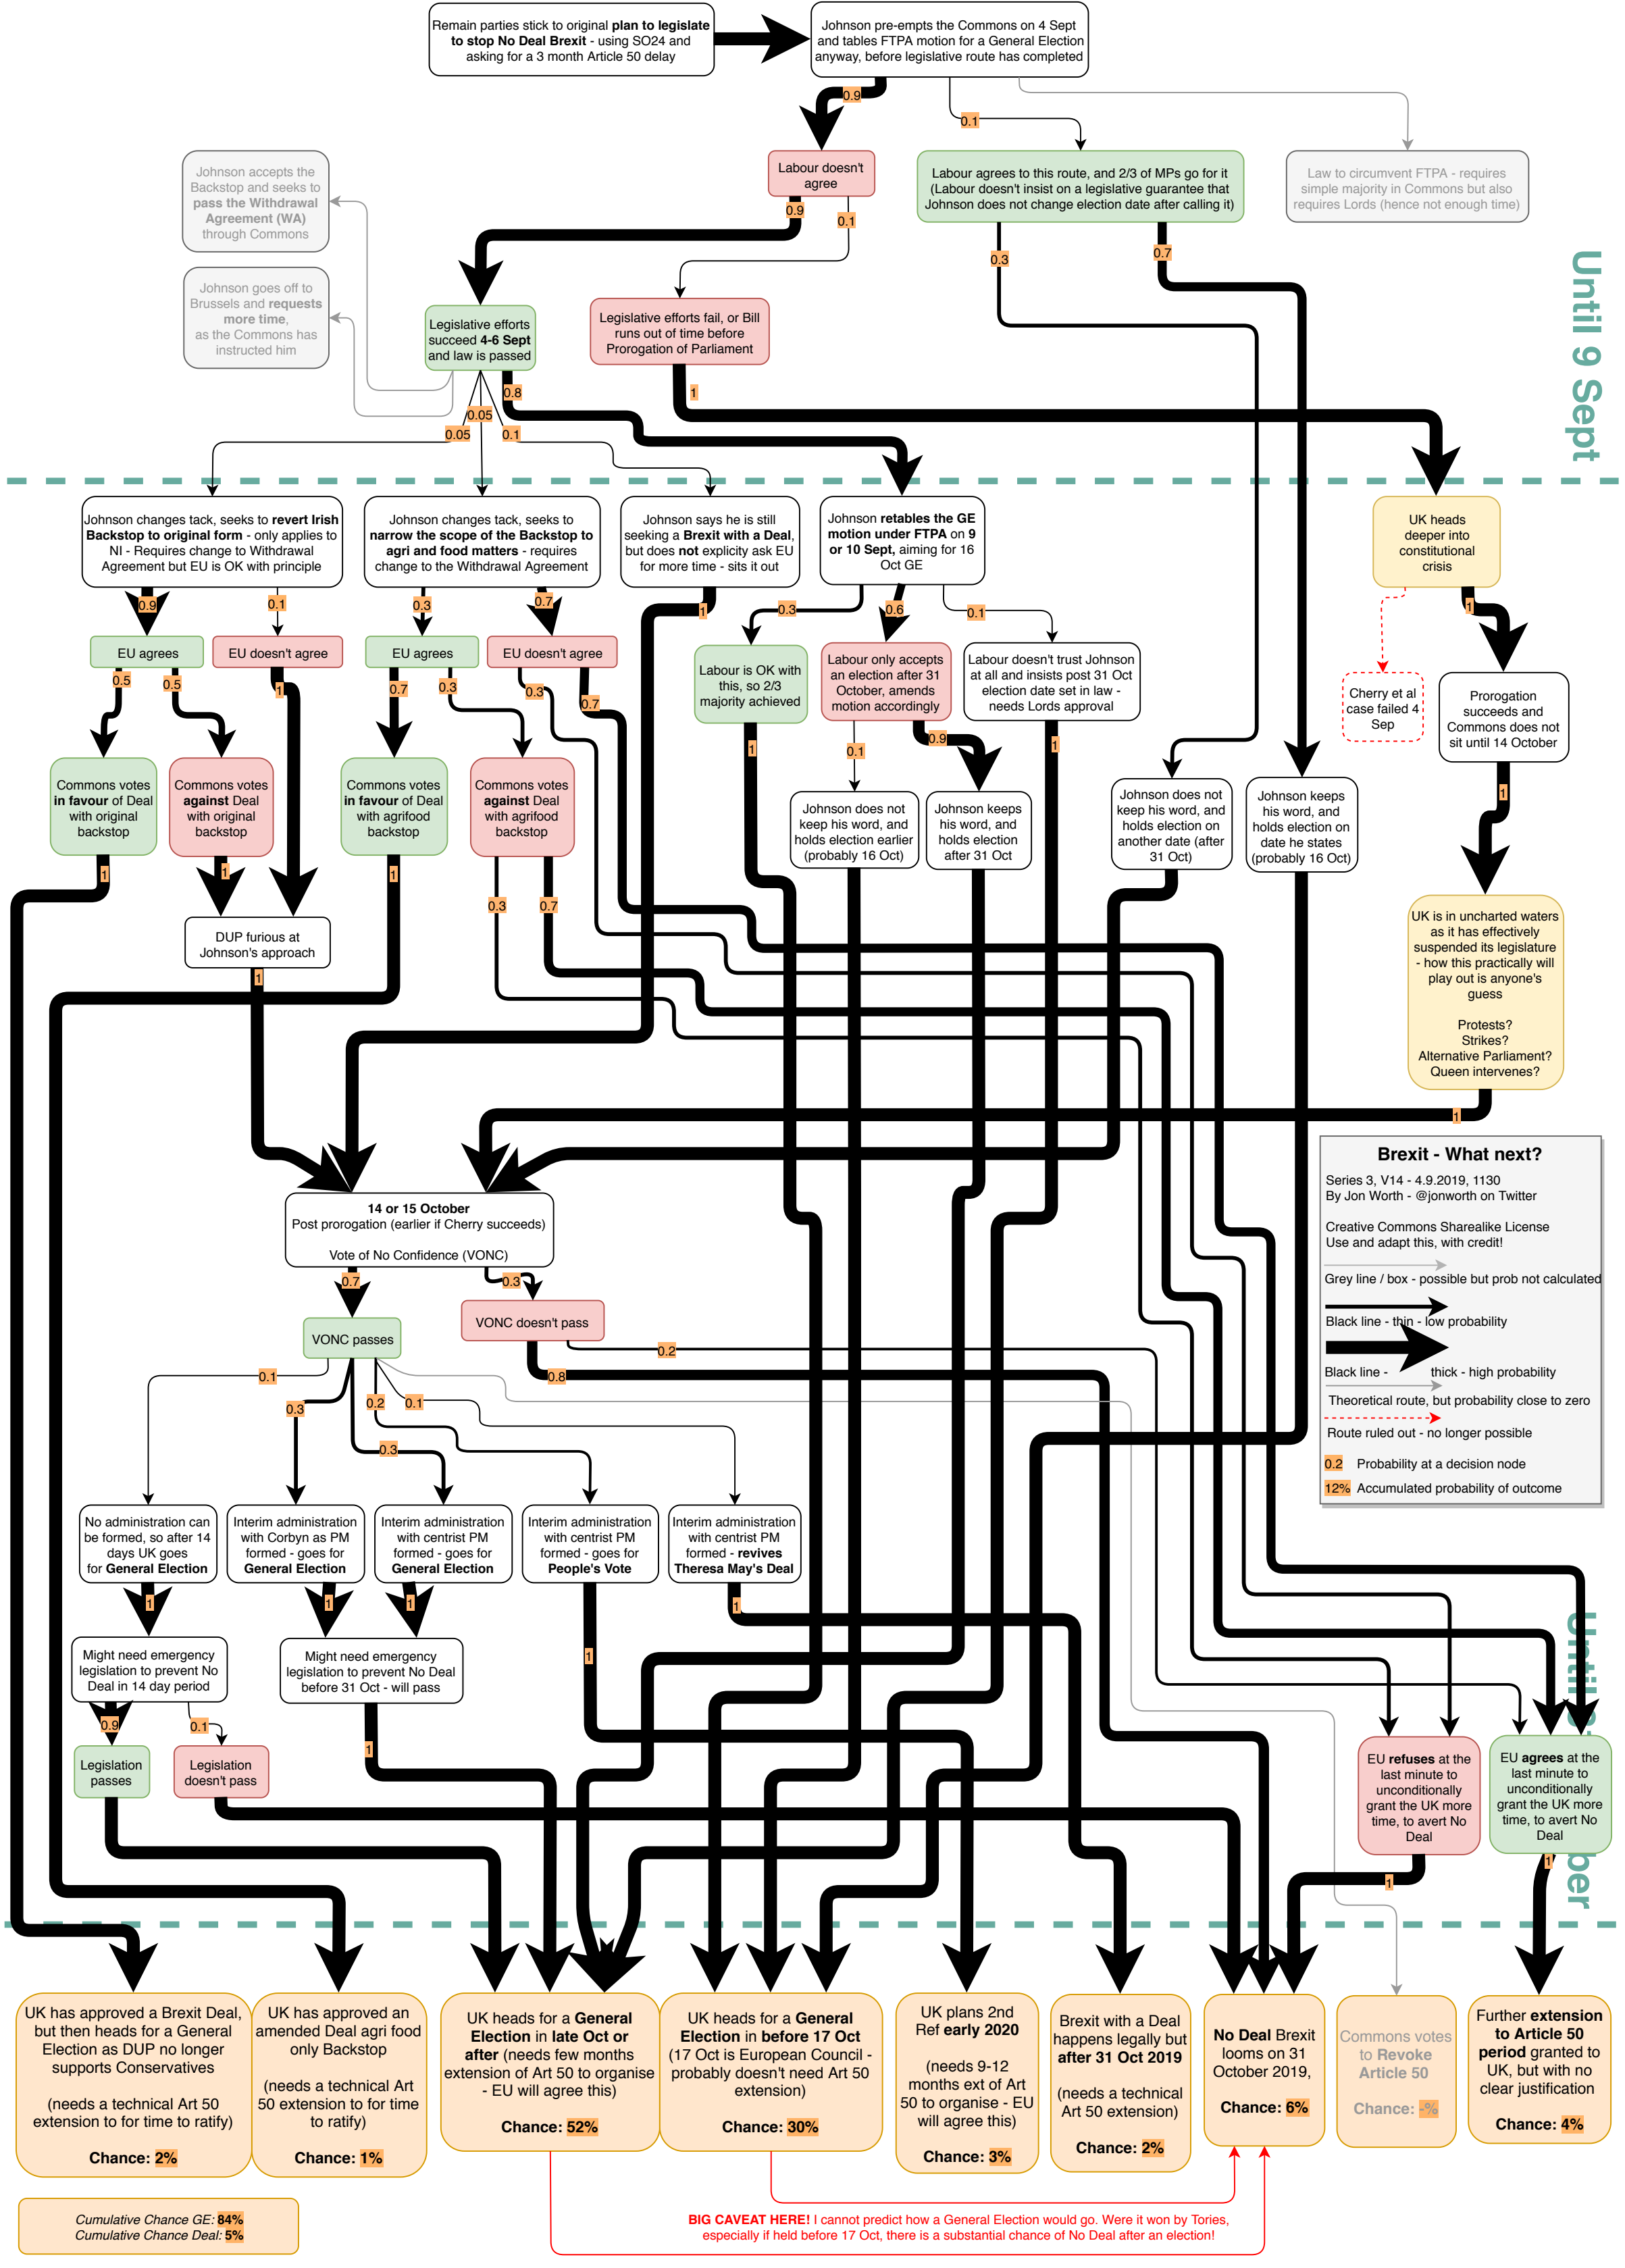 Remain parties stick to original plan to legislate
to stop No Deal Brexit - using SO24 and
asking for a 3 month Article 50 delay
Johnson pre-empts the Commons on 4 Sept
and tables FTPA motion for a General Election
anyway, before legislative route has completed
0.9
0.1
Johnson accepts the
Backstop and seeks to
pass the Withdrawal
Agreement (WA)
through Commons
Labour doesn't
agree
Labour agrees to this route, and 2/3 of MPs go for it
(Labour doesn't insist on a legislative guarantee that
Johnson does not change election date after calling it)
Law to circumvent FTPA - requires
simple majority in Commons but also
requires Lords (hence not enough time)
0.9
0.1
0.3
0.7
Until 9 Sept
Johnson goes off to
Brussels and requests
more time,
as the Commons has
instructed him
Legislative efforts
succeed 4-6 Sept
and law is passed
Legislative efforts fail, or Bill
runs out of time before
Prorogation of Parliament
0.8
1
0.05
0.05
0.1
Johnson changes tack, seeks to revert Irish
Backstop to original form - only applies to
NI - Requires change to Withdrawal
Agreement but EU is OK with principle
Johnson changes tack, seeks to
narrow the scope of the Backstop to
agri and food matters - requires
change to the Withdrawal Agreement
Johnson says he is still
seeking a Brexit with a Deal,
but does not explicity ask EU
for more time - sits it out
Johnson retables the GE
motion under FTPA on 9
or 10 Sept, aiming for 16
Oct GE
UK heads
deeper into
constitutional
crisis
0.9
0.1
0.3
0.7
1
0.3
0.6
0.1
1
EU agrees
EU doesn't agree
EU agrees
EU doesn't agree
Labour is OK with
this, so 2/3
majority achieved
Labour only accepts
an election after 31
October, amends
motion accordingly
Labour doesn't trust Johnson
at all and insists post 31 Oct
election date set in law -
needs Lords approval
Cherry et al
case failed 4
Sep
Prorogation
succeeds and
Commons does not
sit until 14 October
0.5
0.5
1
0.7
0.3
0.3
0.7
1
0.1
0.9
1
1
Commons votes
in favour of Deal
with original
backstop
Commons votes
against Deal
with original
backstop
Commons votes
in favour of Deal
with agrifood
backstop
Commons votes
against Deal
with agrifood
backstop
Johnson does not
keep his word, and
holds election earlier
(probably 16 Oct)
Johnson keeps
his word, and
holds election
after 31 Oct
Johnson does not
keep his word, and
holds election on
another date (after
31 Oct)
Johnson keeps
his word, and
holds election on
date he states
(probably 16 Oct)
1
1
1
0.3
0.7
DUP furious at
Johnson's approach
1
UK is in uncharted waters
as it has effectively
suspended its legislature
- how this practically will
play out is anyone's
guess
Protests?
Strikes?
Alternative Parliament?
Queen intervenes?
1
14 or 15 October
Post prorogation (earlier if Cherry succeeds)
Vote of No Confidence (VONC)
0.7
0.3
Brexit - What next?
Series 3, V14 - 4.9.2019, 1130
By Jon Worth - @jonworth on Twitter
Creative Commons Sharealike License
Use and adapt this, with credit!
Grey line / box - possible but prob not calculated
Black line - thin - low probability
Black line - thick - high probability
Theoretical route, but probability close to zero
Route ruled out - no longer possible
0.2 Probability at a decision node
12% Accumulated probability of outcome
VONC passes
VONC doesn't pass
0.2
0.8
0.1
0.3
0.2
0.1
0.3
No administration can
be formed, so after 14
days UK goes
for General Election
Interim administration
with Corbyn as PM
formed - goes for
General Election
Interim administration
with centrist PM
formed - goes for
General Election
Interim administration
with centrist PM
formed - goes for
People's Vote
Interim administration
with centrist PM
formed - revives
Theresa May's Deal
1
1
1
1
1
Might need emergency
legislation to prevent No
Deal in 14 day period
Might need emergency
legislation to prevent No Deal
before 31 Oct - will pass
0.9
0.1
1
Legislation
passes
Legislation
doesn't pass
EU refuses at the
last minute to
unconditionally
grant the UK more
time, to avert No
Deal
EU agrees at the
last minute to
unconditionally
grant the UK more
time, to avert No
Deal
1
1
UK has approved a Brexit Deal,
but then heads for a General
Election as DUP no longer
supports Conservatives
(needs a technical Art 50
extension to for time to ratify)
Chance: 2%
UK has approved an
amended Deal agri food
only Backstop
(needs a technical Art
50 extension to for time
to ratify)
Chance: 1%
UK heads for a General
Election in late Oct or
after (needs few months
extension of Art 50 to organise
- EU will agree this)
Chance: 52%
UK heads for a General
Election in before 17 Oct
(17 Oct is European Council -
probably doesn't need Art 50
extension)
Chance: 30%
UK plans 2nd
Ref early 2020
(needs 9-12
months ext of Art
50 to organise - EU
will agree this)
Chance: 3%
Brexit with a Deal
happens legally but
after 31 Oct 2019
(needs a technical
Art 50 extension)
Chance: 2%
No Deal Brexit
looms on 31
October 2019,
Chance: 6%
Commons votes
to Revoke
Article 50
Chance: -%
Further extension
to Article 50
period granted to
UK, but with no
clear justification
Chance: 4%
Cumulative Chance GE: 84%
Cumulative Chance Deal: 5%
BIG CAVEAT HERE! I cannot predict how a General Election would go. Were it won by Tories,
especially if held before 17 Oct, there is a substantial chance of No Deal after an election!